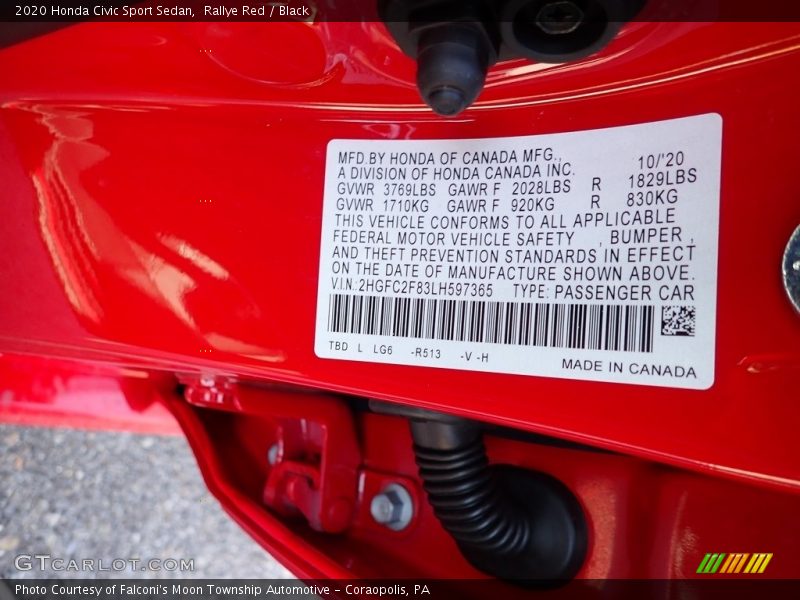 2020 Honda Civic Sport Sedan, Rallye Red / Black
MFD.BY HONDA OF CANADA MFG., 10/'20
A DIVISION OF HONDA CANADA INC.
GVWR 3769LBS GAWR F 2028LBS R 1829LBS
GVWR 1710KG GAWR F 920KG R 830KG
THIS VEHICLE CONFORMS TO ALL APPLICABLE
FEDERAL MOTOR VEHICLE SAFETY , BUMPER ,
AND THEFT PREVENTION STANDARDS IN EFFECT
ON THE DATE OF MANUFACTURE SHOWN ABOVE.
V.I.N.:2HGFC2F83LH597365 TYPE: PASSENGER CAR
TBD L LG6 -R513 -V -H
MADE IN CANADA
GTCarlot.com
Photo Courtesy of Falconi's Moon Township Automotive - Coraopolis, PA